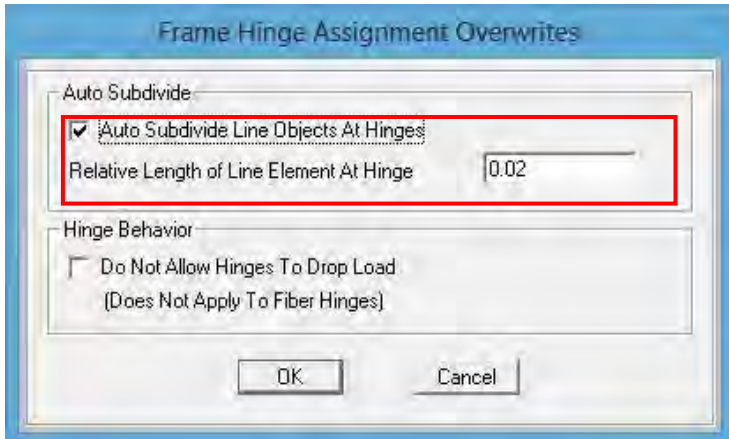 Frame Hinge Assignment Overwrites
Auto Subdivide
Auto Subdivide Line Objects At Hinges
Relative Length of Line Element At Hinge 0.02
Hinge Behavior
Do Not Allow Hinges To Drop Load
(Does Not Apply To Fiber Hinges)
OK Cancel